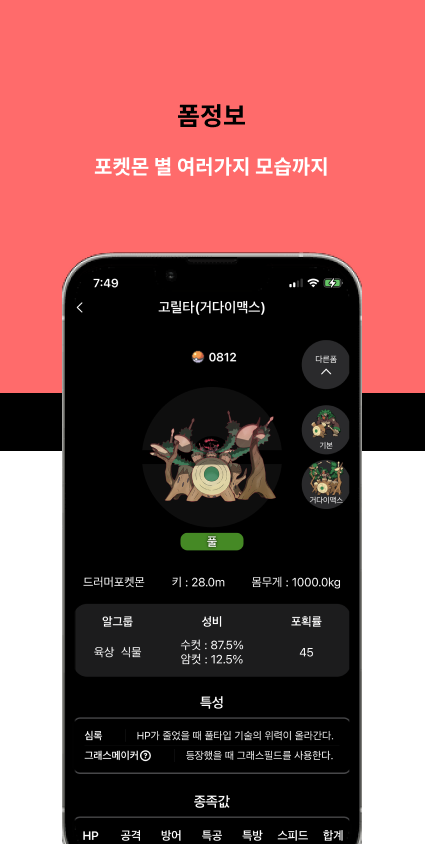 폼정보
포켓몬 별 여러가지 모습까지
7:49
고릴타(거다이맥스)
0812
다른폼
기본
거다이맥스
풀
드러머포켓몬 키 : 28.0m 몸무게 : 1000.0kg
알그룹 성비 포획률
육상 식물 수컷 : 87.5% 45
암컷 : 12.5%
특성
심록 HP가 줄었을 때 풀타입 기술의 위력이 올라간다.
그래스메이커? 등장했을 때 그래스필드를 사용한다.
종족값
HP 공격 방어 특공 특방 스피드 합계